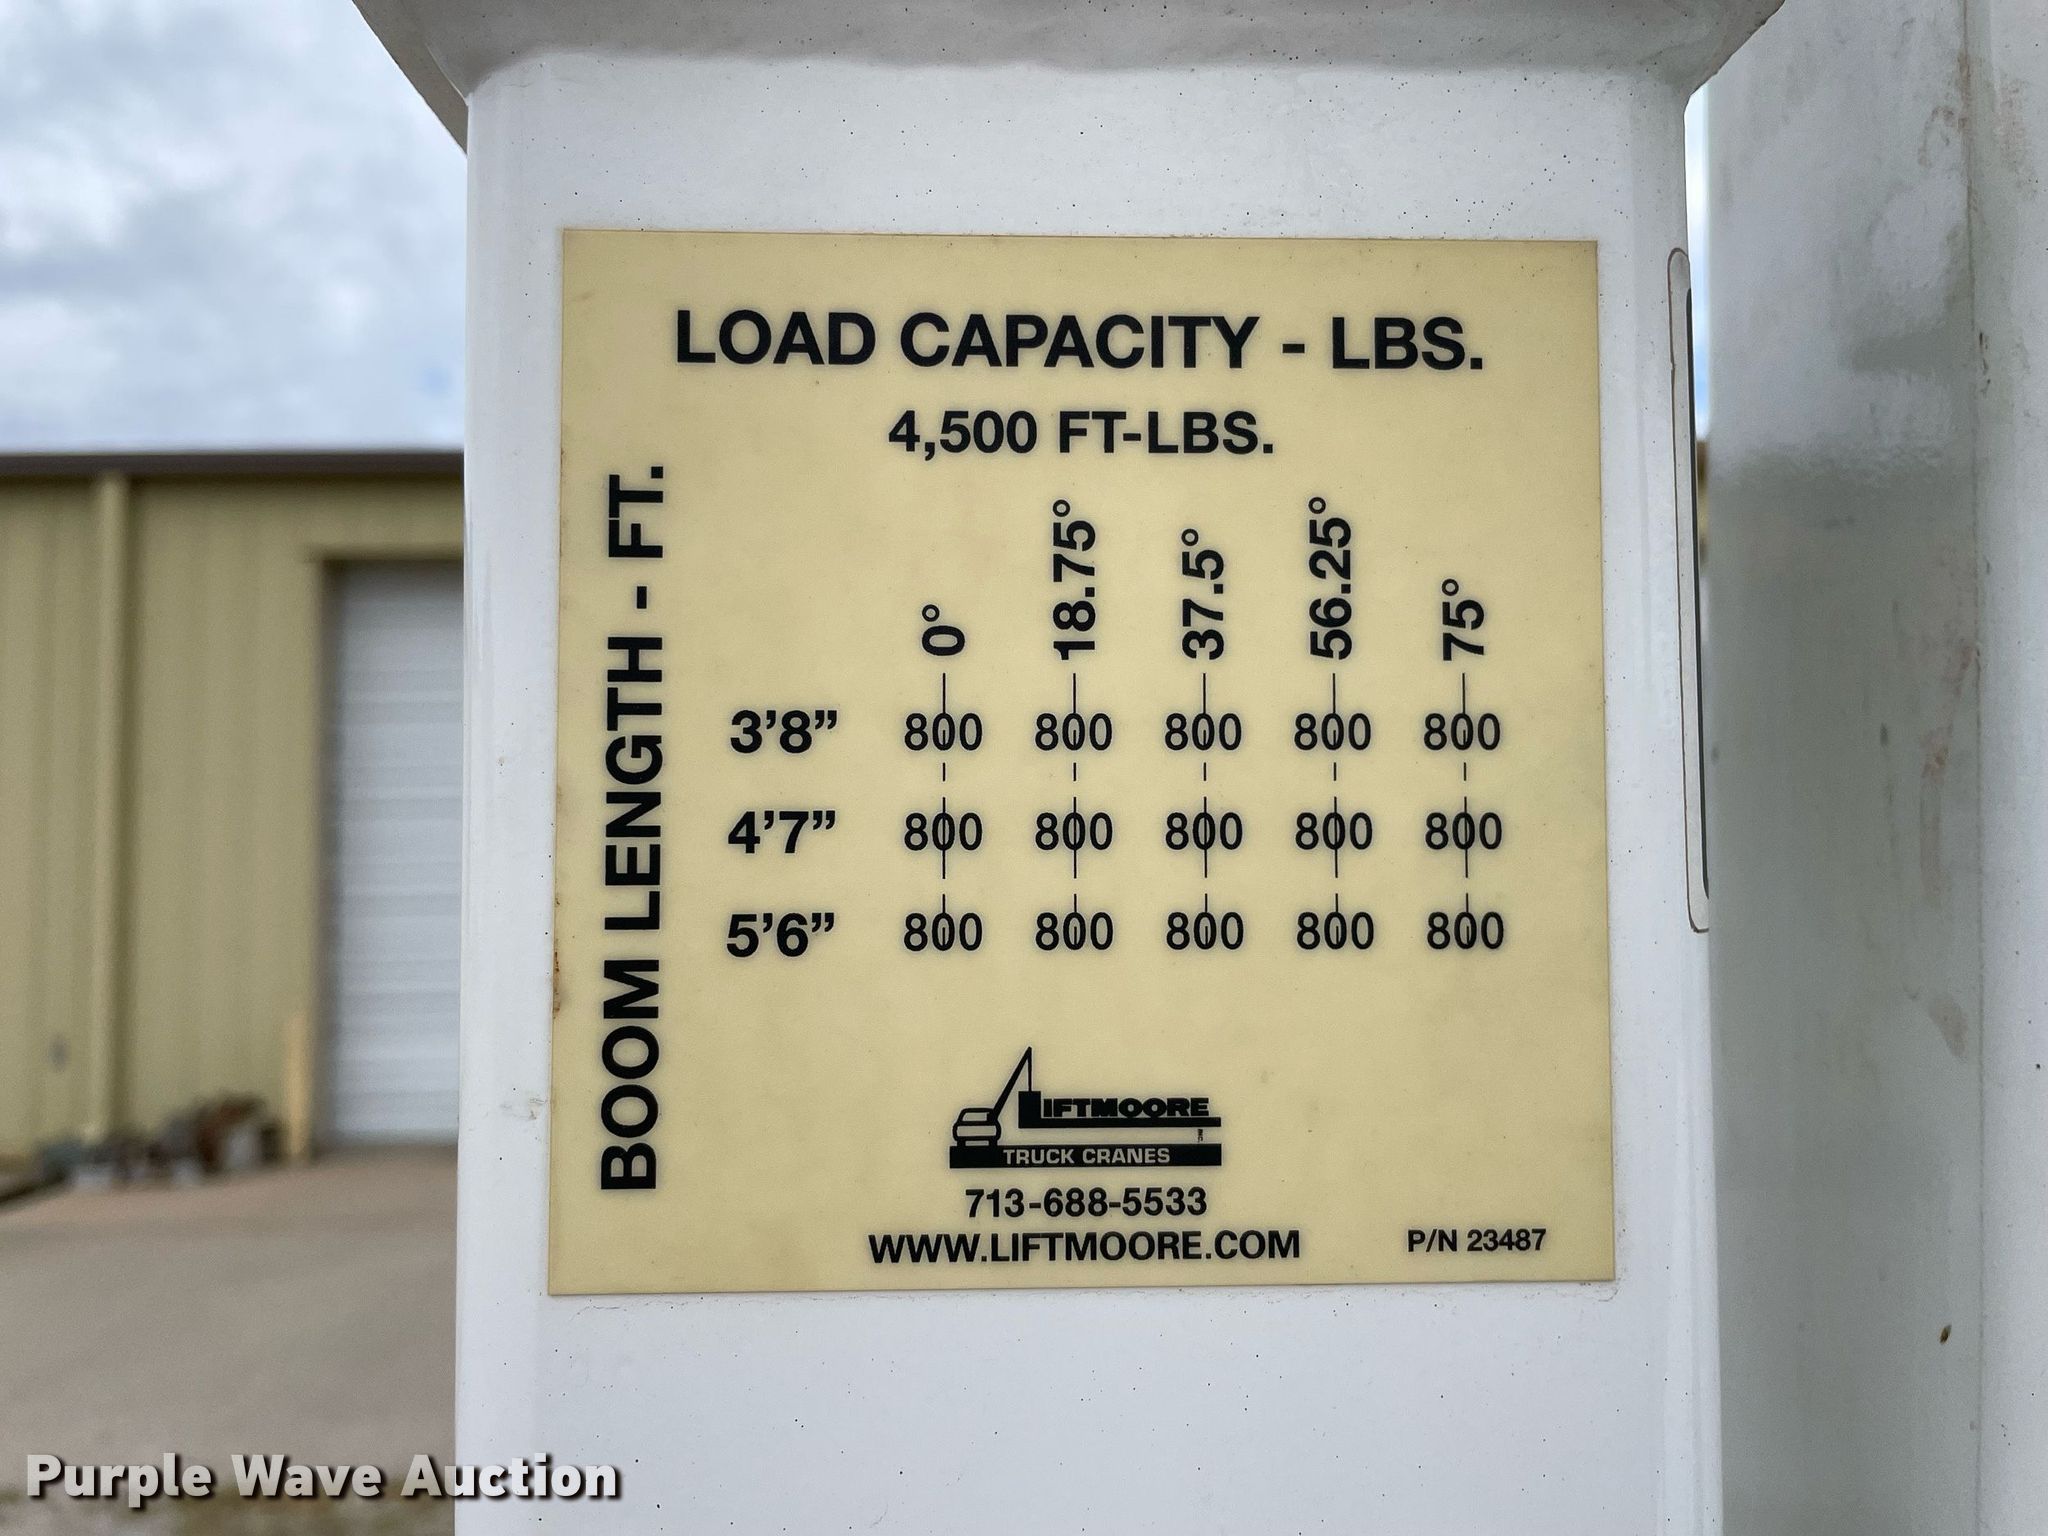 LOAD CAPACITY - LBS.
4,500 FT-LBS.
BOOM LENGTH - FT.
0° 18.75° 37.5° 56.25° 75°
3'8” 800 800 800 800 800
4'7” 800 800 800 800 800
5'6” 800 800 800 800 800
LIFTMOORE INC.
TRUCK CRANES
713-688-5533
WWW.LIFTMOORE.COM
P/N 23487
Purple Wave Auction